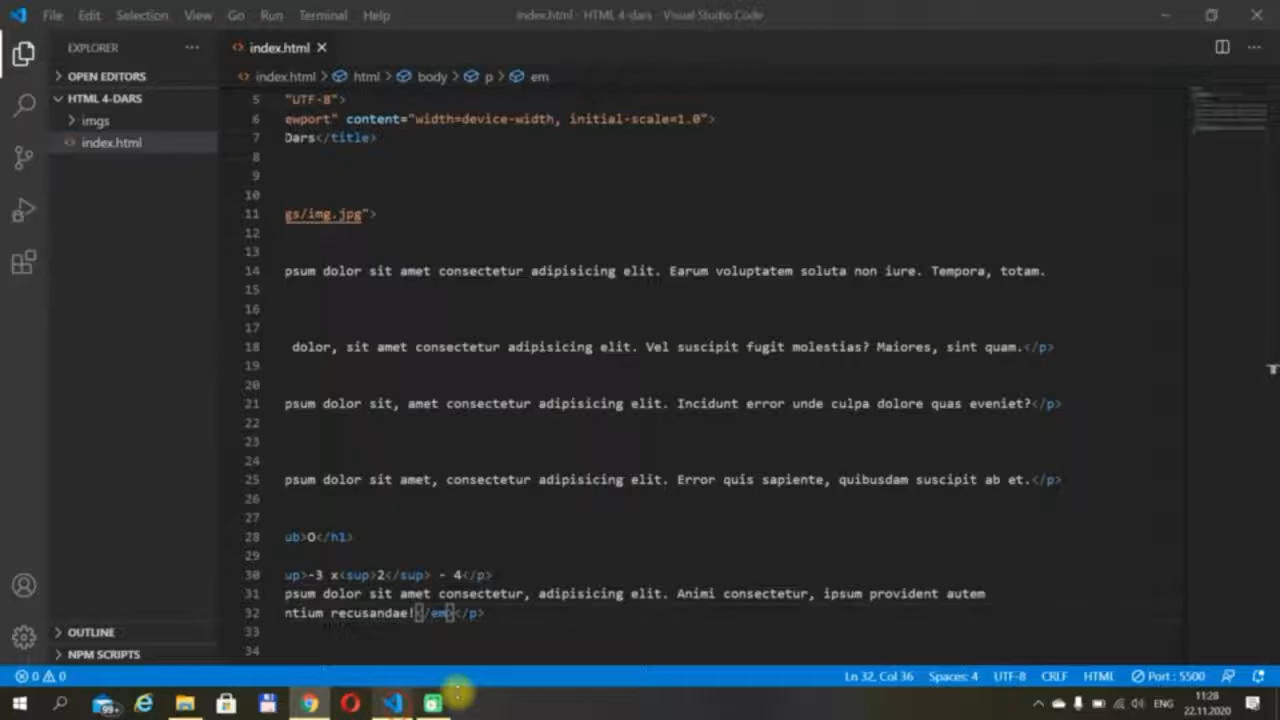 File Edit Selection View Go Run Terminal Help index.html - HTML 4-dars - Visual Studio Code
EXPLORER
OPEN EDITORS
HTML 4-DARS
imgs
index.html
OUTLINE
NPM SCRIPTS
index.html
index.html > html > body > p > em
5 "UTF-8">
6 ewport" content="width=device-width, initial-scale=1.0">
7 Dars</title>
8
9
10
11 gs/img.jpg">
12
13
14 psum dolor sit amet consectetur adipisicing elit. Earum voluptatem soluta non iure. Tempora, totam.
15
16
17
18 dolor, sit amet consectetur adipisicing elit. Vel suscipit fugit molestias? Maiores, sint quam.</p>
19
20
21 psum dolor sit, amet consectetur adipisicing elit. Incidunt error unde culpa dolore quas eveniet?</p>
22
23
24
25 psum dolor sit amet, consectetur adipisicing elit. Error quis sapiente, quibusdam suscipit ab et.</p>
26
27
28 ub>O</h1>
29
30 up>-3 x<sup>2</sup> - 4</p>
31 psum dolor sit amet consectetur, adipisicing elit. Animi consectetur, ipsum provident autem
32 ntium recusandae!</em></p>
33
34
0 0 Ln 32, Col 36 Spaces: 4 UTF-8 CRLF HTML Port : 5500
99+ ENG 11:28
22.11.2020